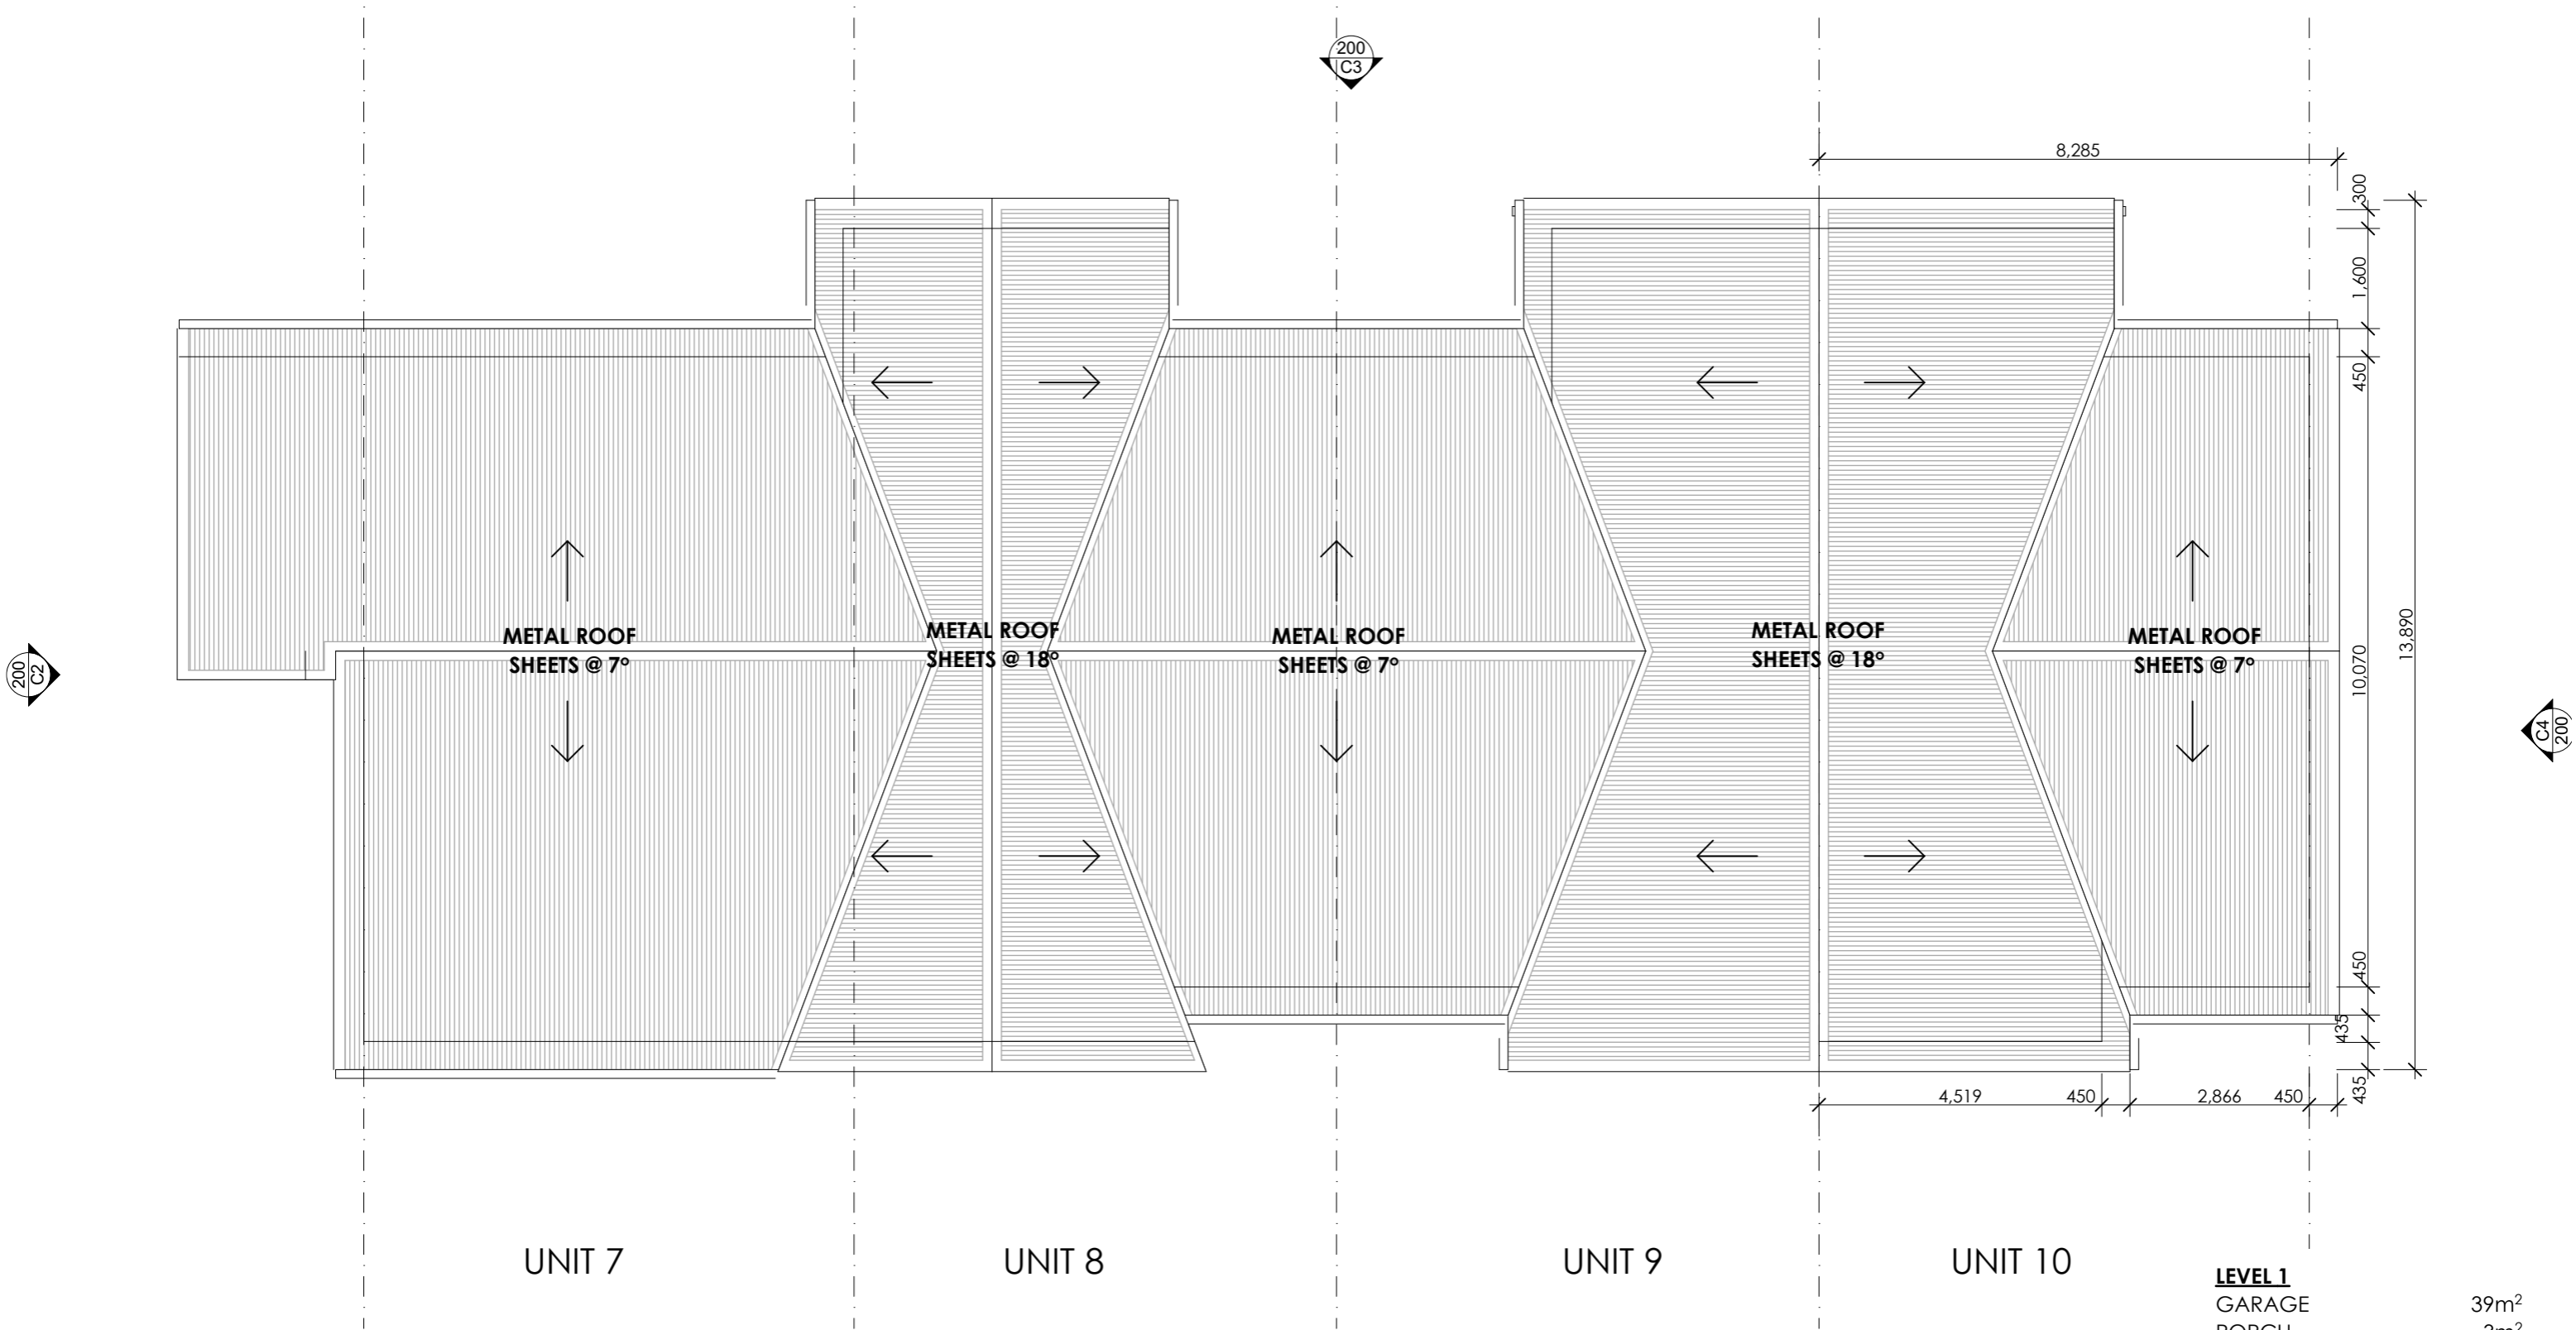 200
C3
8,285
300
1,600
450
METAL ROOF
SHEETS @ 7°
METAL ROOF
SHEETS @ 18°
METAL ROOF
SHEETS @ 7°
METAL ROOF
SHEETS @ 18°
METAL ROOF
SHEETS @ 7°
200
C2
10,070
13,890
C4
200
450
435
435
4,519
450
2,866
450
UNIT 7
UNIT 8
UNIT 9
UNIT 10
LEVEL 1
GARAGE 39m²